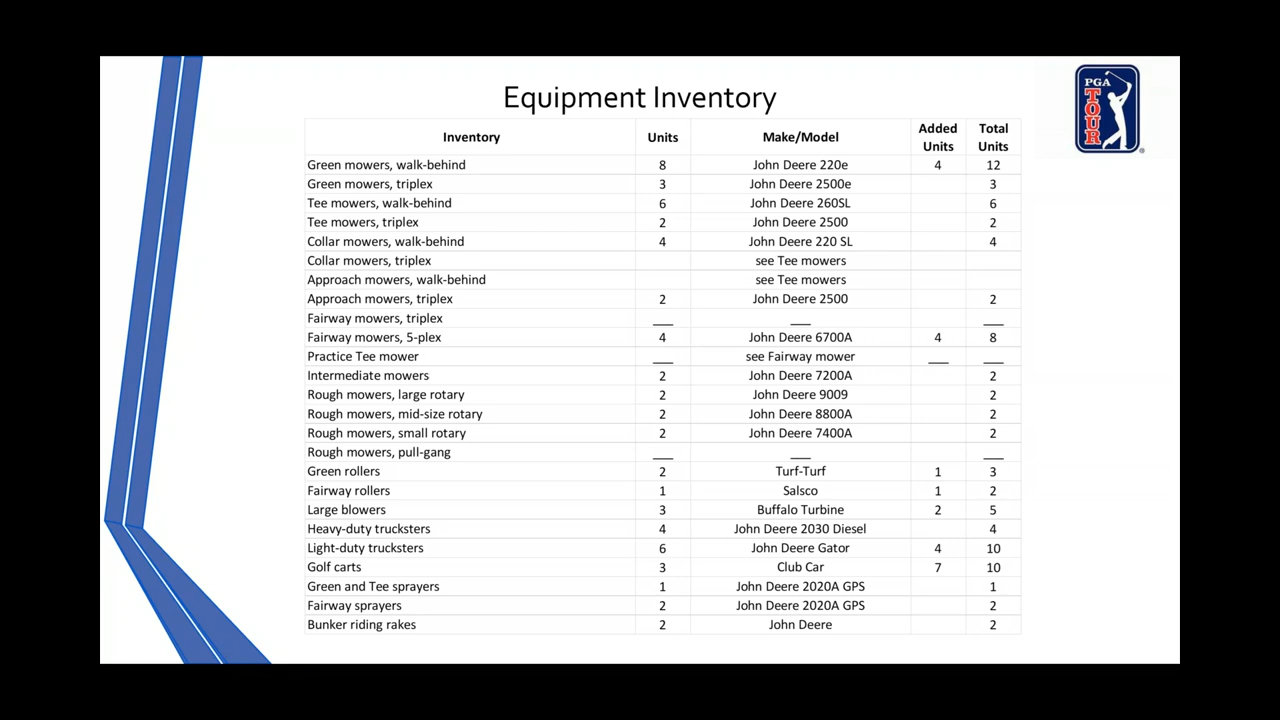 Equipment Inventory
PGA
TOUR
Inventory Units Make/Model Added Units Total Units
Green mowers, walk-behind 8 John Deere 220e 4 12
Green mowers, triplex 3 John Deere 2500e 3
Tee mowers, walk-behind 6 John Deere 260SL 6
Tee mowers, triplex 2 John Deere 2500 2
Collar mowers, walk-behind 4 John Deere 220 SL 4
Collar mowers, triplex see Tee mowers
Approach mowers, walk-behind see Tee mowers
Approach mowers, triplex 2 John Deere 2500 2
Fairway mowers, triplex ___ ___ ___
Fairway mowers, 5-plex 4 John Deere 6700A 4 8
Practice Tee mower ___ see Fairway mower ___ ___
Intermediate mowers 2 John Deere 7200A 2
Rough mowers, large rotary 2 John Deere 9009 2
Rough mowers, mid-size rotary 2 John Deere 8800A 2
Rough mowers, small rotary 2 John Deere 7400A 2
Rough mowers, pull-gang ___ ___ ___
Green rollers 2 Turf-Turf 1 3
Fairway rollers 1 Salsco 1 2
Large blowers 3 Buffalo Turbine 2 5
Heavy-duty trucksters 4 John Deere 2030 Diesel 4
Light-duty trucksters 6 John Deere Gator 4 10
Golf carts 3 Club Car 7 10
Green and Tee sprayers 1 John Deere 2020A GPS 1
Fairway sprayers 2 John Deere 2020A GPS 2
Bunker riding rakes 2 John Deere 2